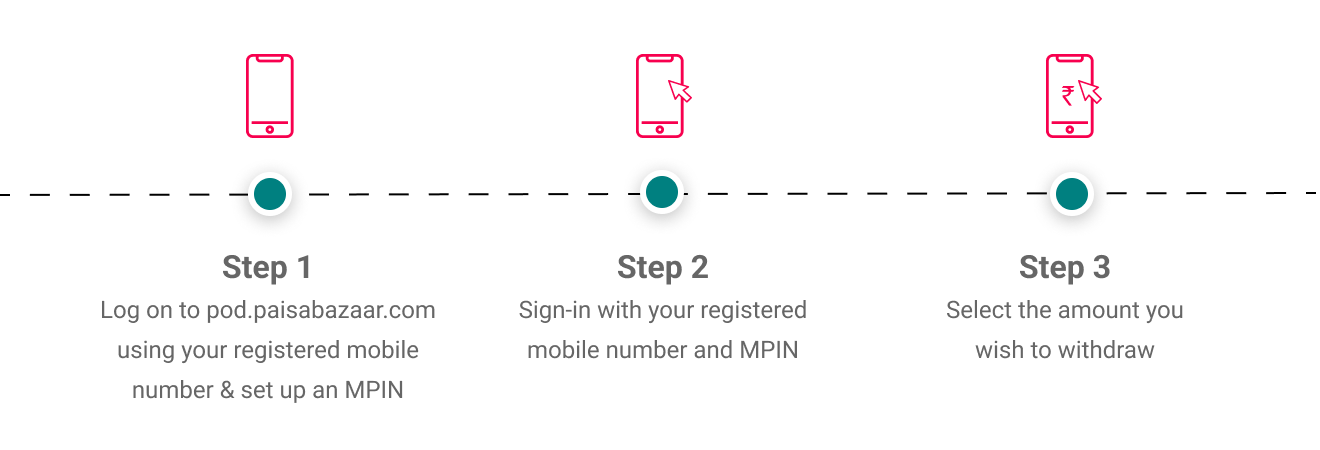 ₹
Step 1
Log on to pod.paisabazaar.com
using your registered mobile
number & set up an MPIN
Step 2
Sign-in with your registered
mobile number and MPIN
Step 3
Select the amount you
wish to withdraw